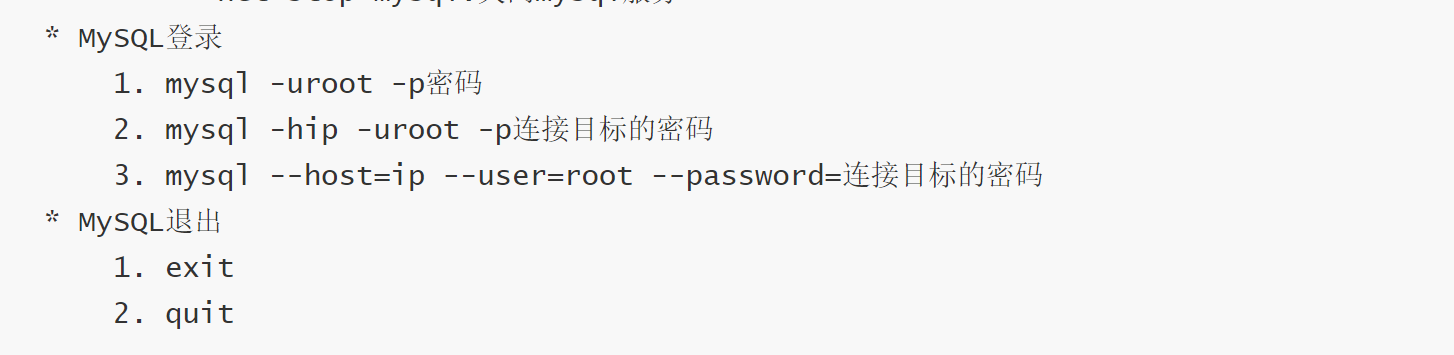 * MySQL登录
1. mysql -uroot -p密码
2. mysql -hip -uroot -p连接目标的密码
3. mysql --host=ip --user=root --password=连接目标的密码
* MySQL退出
1. exit
2. quit